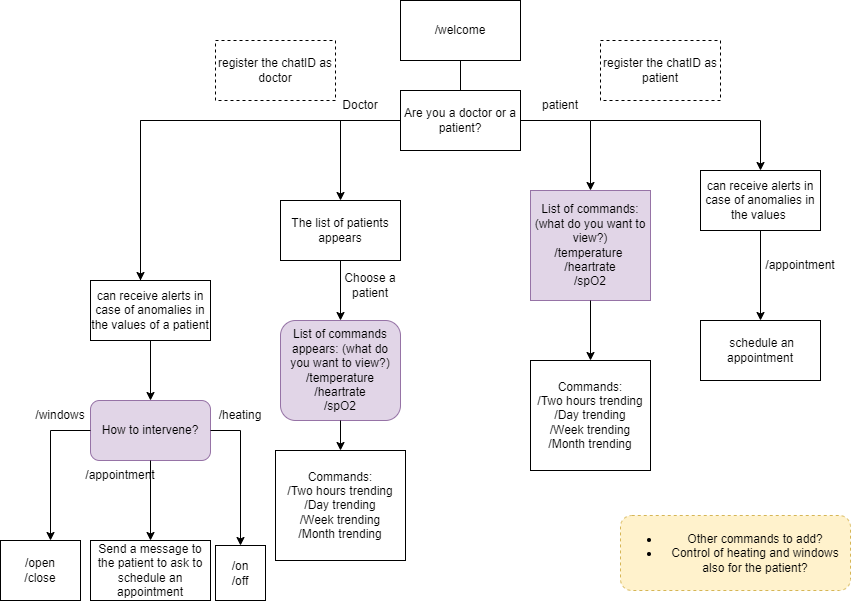 /welcome
register the chatID as
doctor
register the chatID as
patient
Doctor
Are you a doctor or a
patient?
patient
can receive alerts in
case of anomalies in
the values
List of commands:
(what do you want to
view?)
/temperature
/heartrate
/spO2
The list of patients
appears
/appointment
Choose a
patient
can receive alerts in
case of anomalies in
the values of a patient
List of commands
appears: (what do
you want to view?)
/temperature
/heartrate
/spO2
schedule an
appointment
Commands:
/Two hours trending
/Day trending
/Week trending
/Month trending
/windows
How to intervene?
/heating
/appointment
Commands:
/Two hours trending
/Day trending
/Week trending
/Month trending
/open
/close
Send a message to
the patient to ask to
schedule an
appointment
/on
/off
• Other commands to add?
• Control of heating and windows
also for the patient?